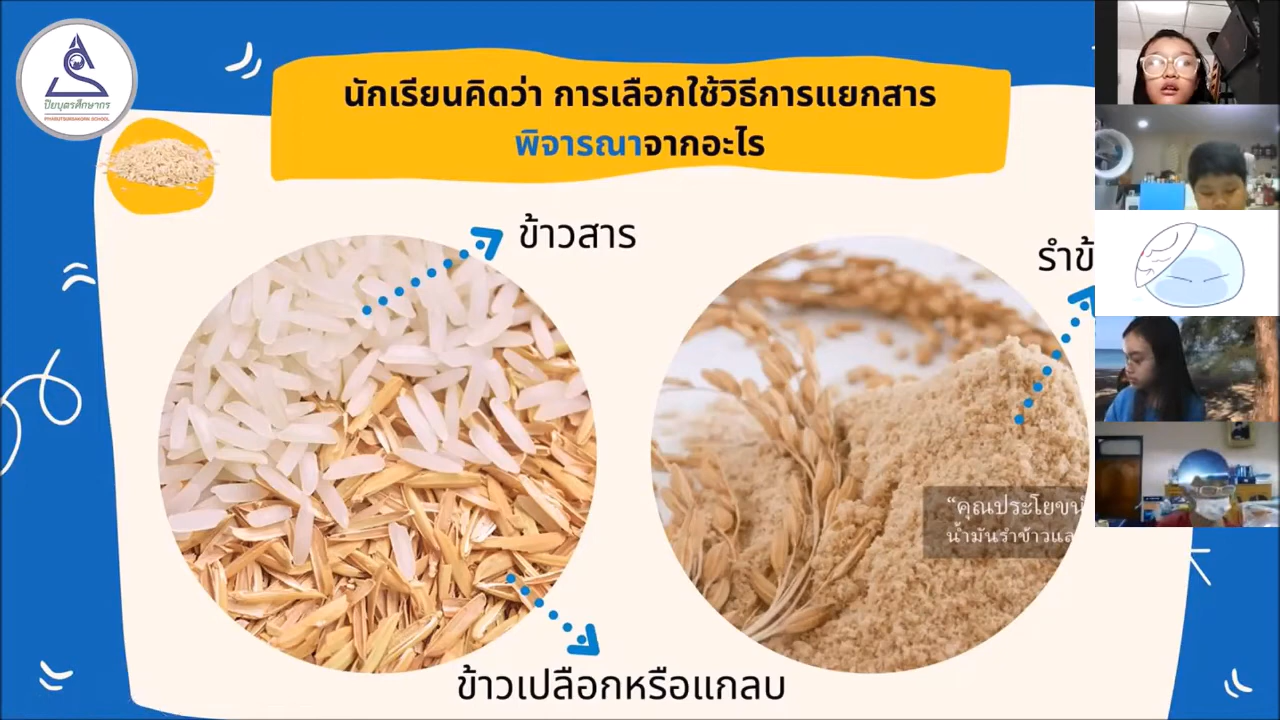 ปิยบุตรศึกษากร
PIYABUTSUKSAKORN SCHOOL
นักเรียนคิดว่า การเลือกใช้วิธีการแยกสาร
พิจารณาจากอะไร
ข้าวสาร
ข้าวเปลือกหรือแกลบ
“คุณประโยชน์
น้ำมันรำข้าวแล